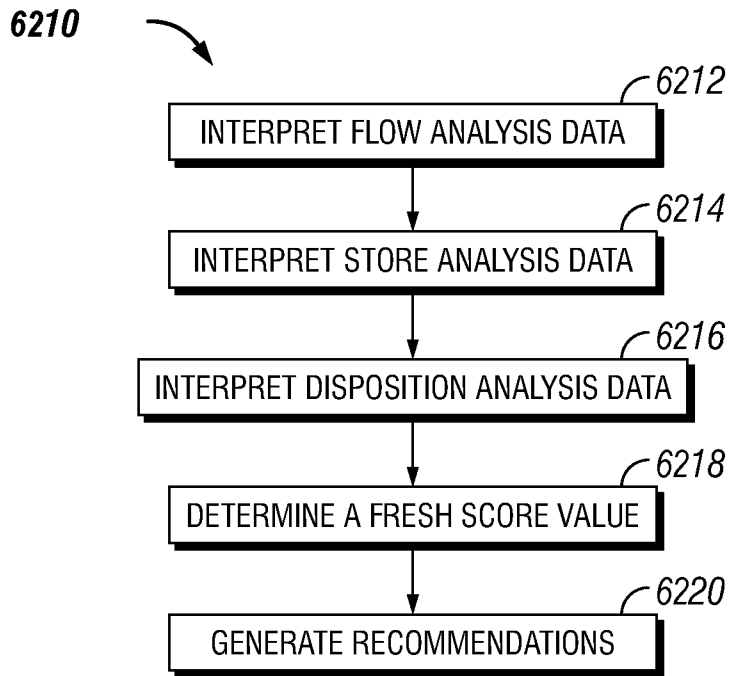 6210
6212
INTERPRET FLOW ANALYSIS DATA
6214
INTERPRET STORE ANALYSIS DATA
6216
INTERPRET DISPOSITION ANALYSIS DATA
6218
DETERMINE A FRESH SCORE VALUE
6220
GENERATE RECOMMENDATIONS